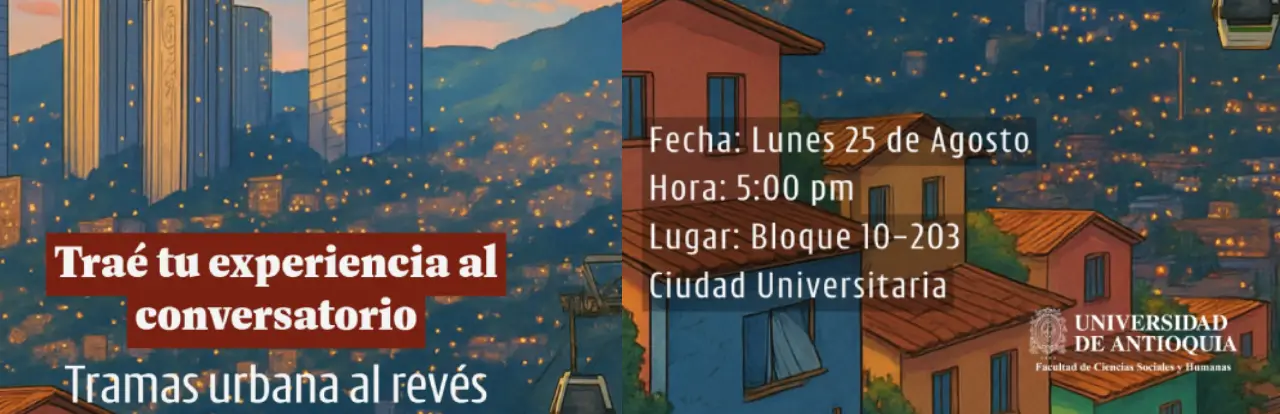 Traé tu experiencia al
conversatorio
Tramas urbana al revés
Fecha: Lunes 25 de Agosto
Hora: 5:00 pm
Lugar: Bloque 10-203
Ciudad Universitaria
UNIVERSIDAD
DE ANTIOQUIA
Facultad de Ciencias Sociales y Humanas